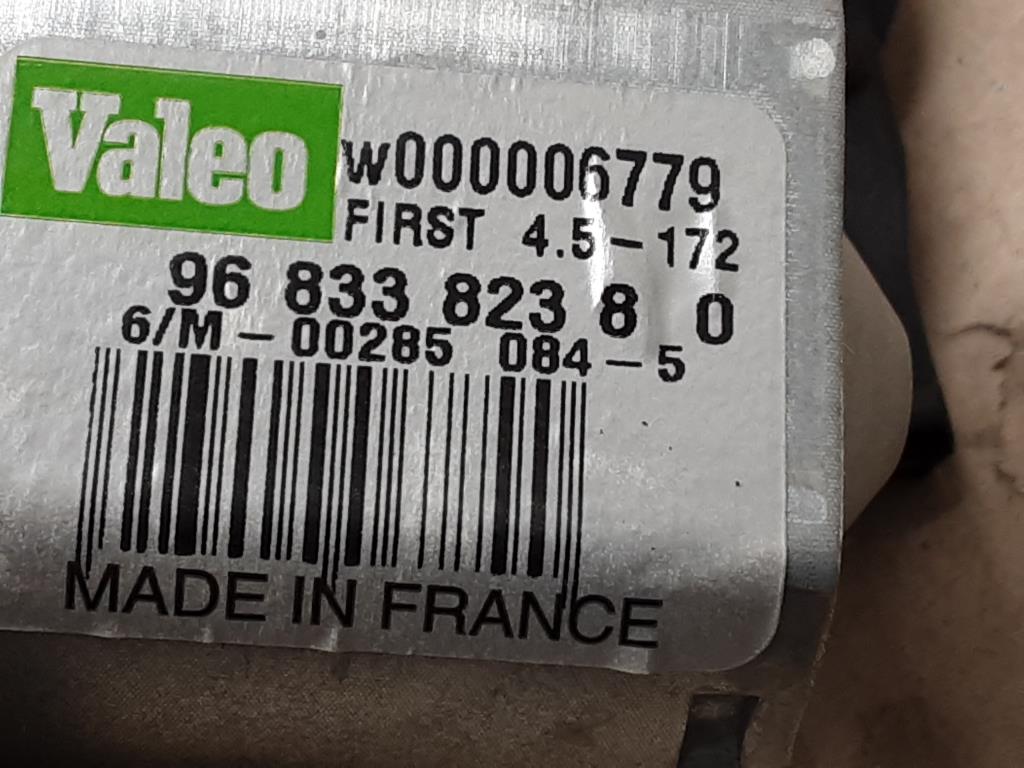 Valeo
w000006779
FIRST 4.5-172
96 833 823 8 0
6/M-00285 084-5
MADE IN FRANCE